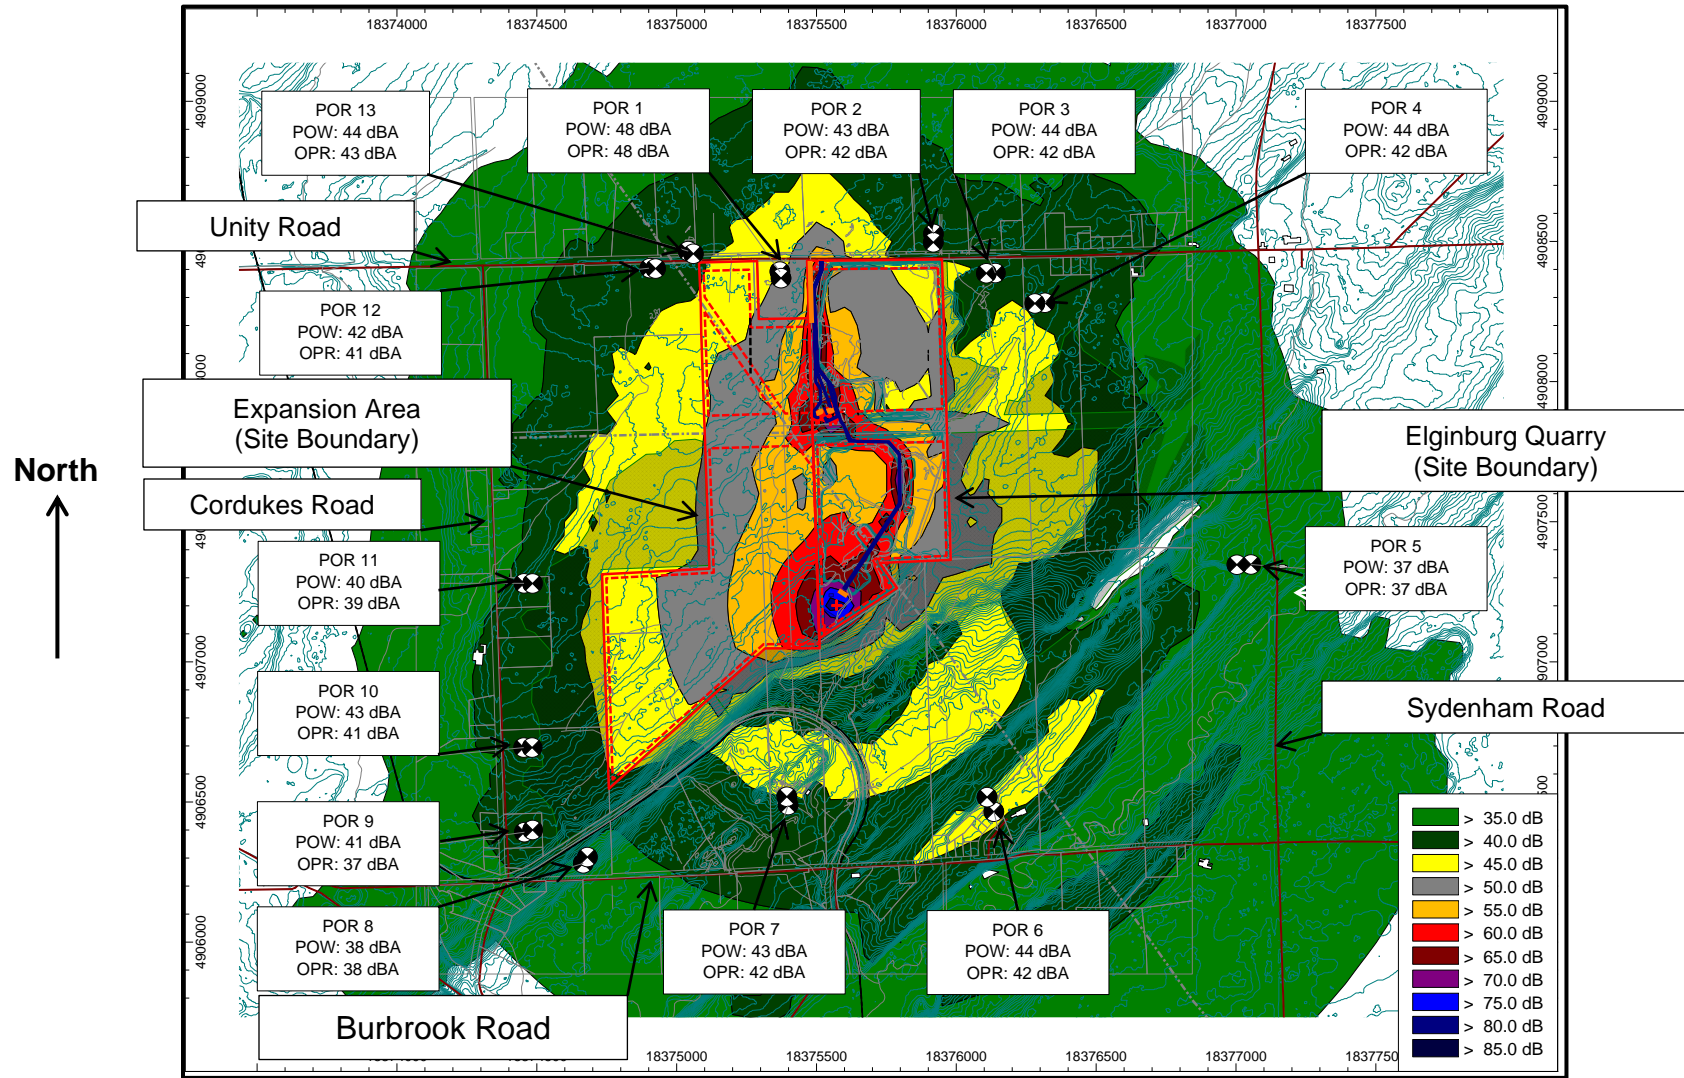 18374000 18374500 18375000 18375500 18376000 18376500 18377000 18377500
4909000
4909000
POR 13
POW: 44 dBA
OPR: 43 dBA
POR 1
POW: 48 dBA
OPR: 48 dBA
POR 2
POW: 43 dBA
OPR: 42 dBA
POR 3
POW: 44 dBA
OPR: 42 dBA
POR 4
POW: 44 dBA
OPR: 42 dBA
Unity Road
4908500
POR 12
POW: 42 dBA
OPR: 41 dBA
4908000
Expansion Area
(Site Boundary)
Elginburg Quarry
(Site Boundary)
North
Cordukes Road
4907500
POR 11
POW: 40 dBA
OPR: 39 dBA
POR 5
POW: 37 dBA
OPR: 37 dBA
4907000
4907000
POR 10
POW: 43 dBA
OPR: 41 dBA
Sydenham Road
4906500
POR 9
POW: 41 dBA
OPR: 37 dBA
POR 8
POW: 38 dBA
OPR: 38 dBA
POR 7
POW: 43 dBA
OPR: 42 dBA
POR 6
POW: 44 dBA
OPR: 42 dBA
4906000
Burbrook Road
> 35.0 dB
> 40.0 dB
> 45.0 dB
> 50.0 dB
> 55.0 dB
> 60.0 dB
> 65.0 dB
> 70.0 dB
> 75.0 dB
> 80.0 dB
> 85.0 dB
18375000 18375500 18376000 18376500 18377000